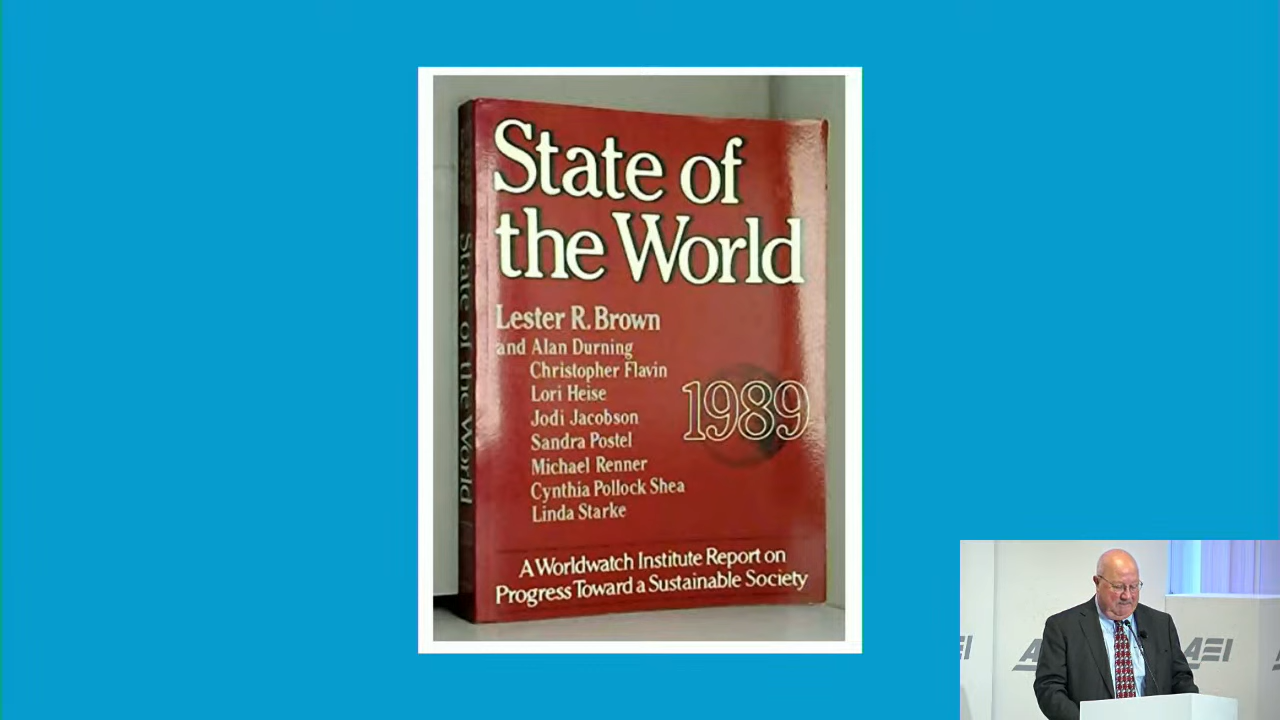 State of
the World
Lester R. Brown
and Alan Durning
Christopher Flavin
Lori Heise
Jodi Jacobson
Sandra Postel
Michael Renner
Cynthia Pollock Shea
Linda Starke
1989
A Worldwatch Institute Report on
Progress Toward a Sustainable Society
State of the World
AEI